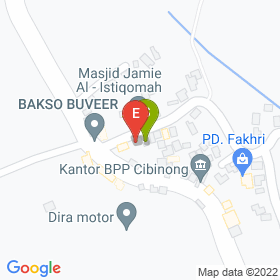 Masjid Jamie
Al - Istiqomah
BAKSO BUVEER
E
PD. Fakhri
Kantor BPP Cibinong
Dira motor
Google
Map data ©2022